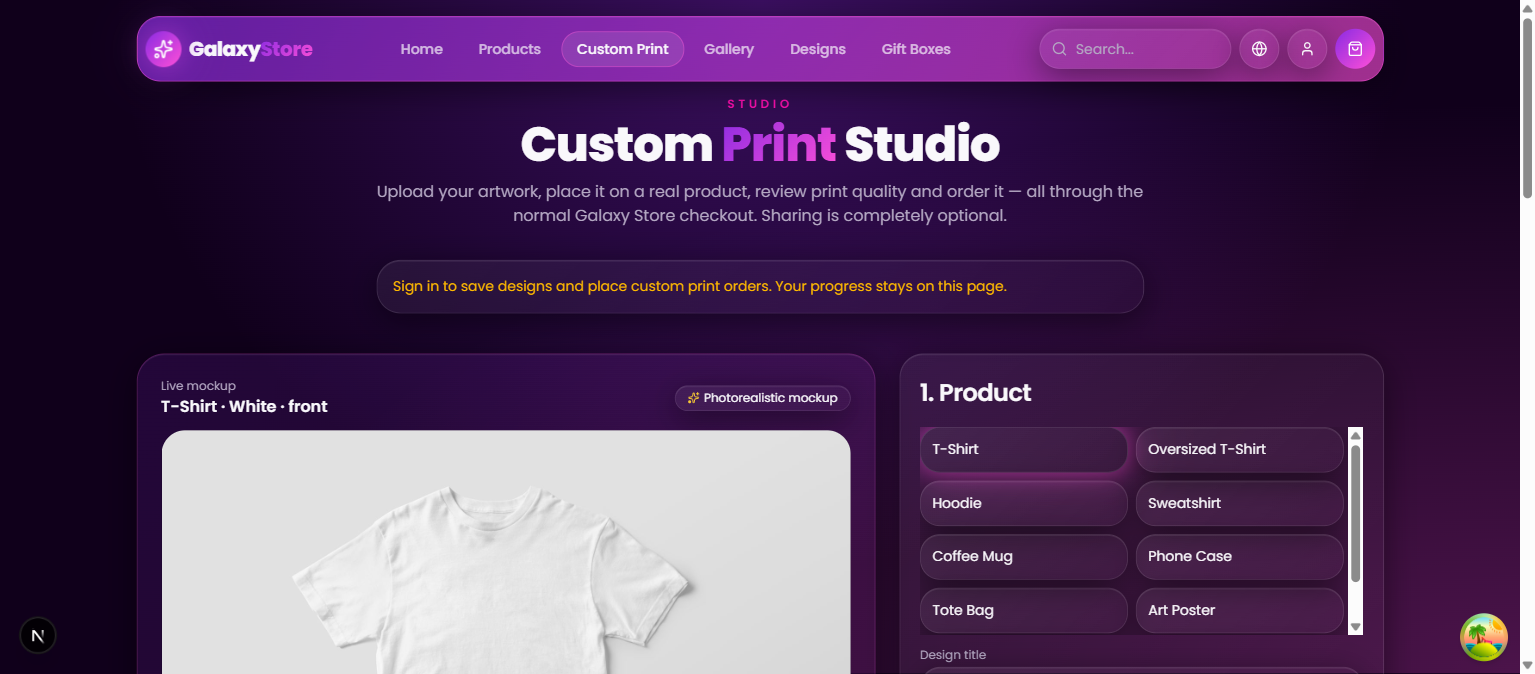 GalaxyStore
Home
Products
Custom Print
Gallery
Designs
Gift Boxes
Search...
STUDIO
Custom Print Studio
Upload your artwork, place it on a real product, review print quality and order it — all through the
normal Galaxy Store checkout. Sharing is completely optional.
Sign in to save designs and place custom print orders. Your progress stays on this page.
Live mockup
T-Shirt · White · front
Photorealistic mockup
1. Product
T-Shirt
Oversized T-Shirt
Hoodie
Sweatshirt
Coffee Mug
Phone Case
Tote Bag
Art Poster
Design title
N